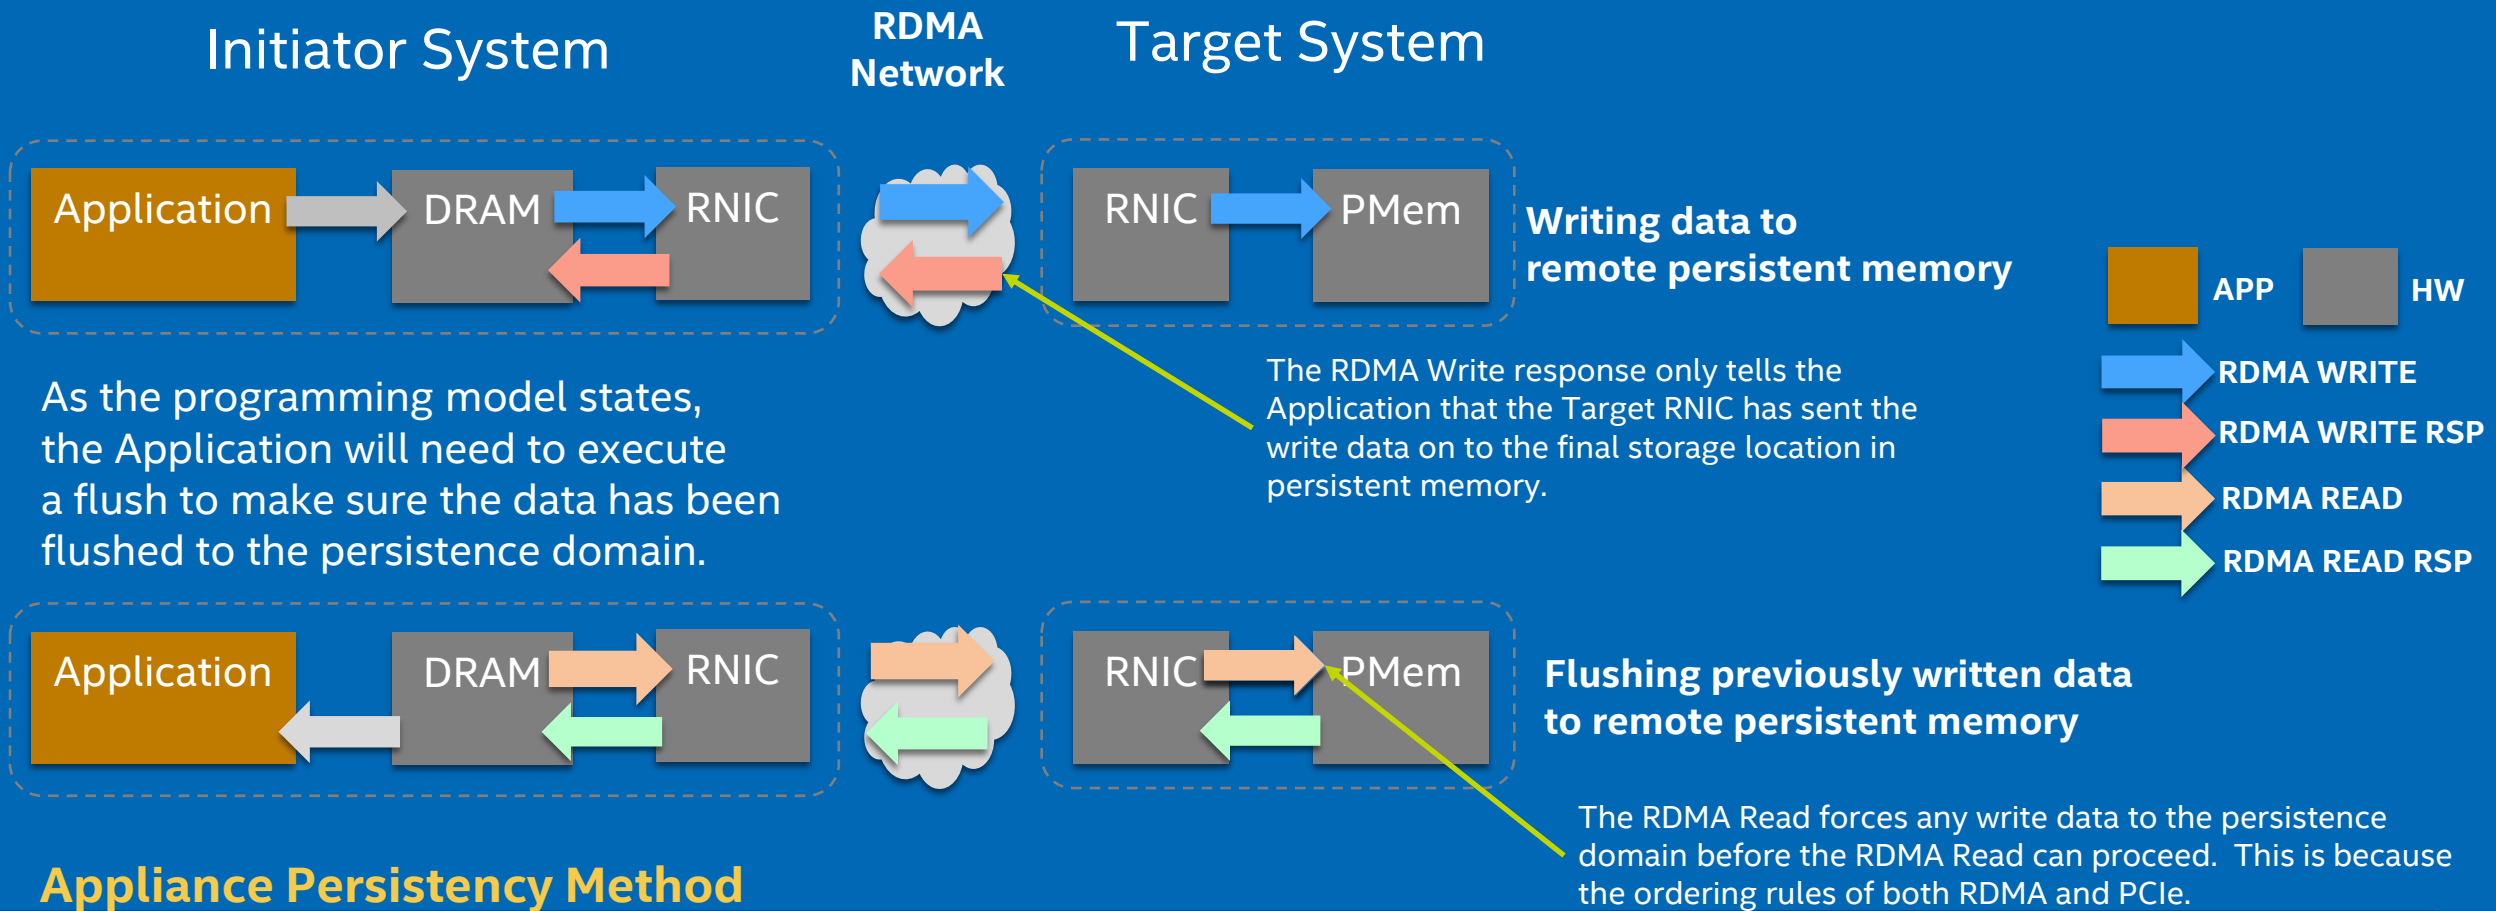 Initiator System
RDMA
Network
Target System
Application
DRAM
RNIC
RNIC
PMem
Writing data to
remote persistent memory
APP
HW
RDMA WRITE
RDMA WRITE RSP
RDMA READ
RDMA READ RSP
The RDMA Write response only tells the
Application that the Target RNIC has sent the
write data on to the final storage location in
persistent memory.
As the programming model states,
the Application will need to execute
a flush to make sure the data has been
flushed to the persistence domain.
Application
DRAM
RNIC
RNIC
PMem
Flushing previously written data
to remote persistent memory
The RDMA Read forces any write data to the persistence
domain before the RDMA Read can proceed.  This is because
the ordering rules of both RDMA and PCIe.
Appliance Persistency Method